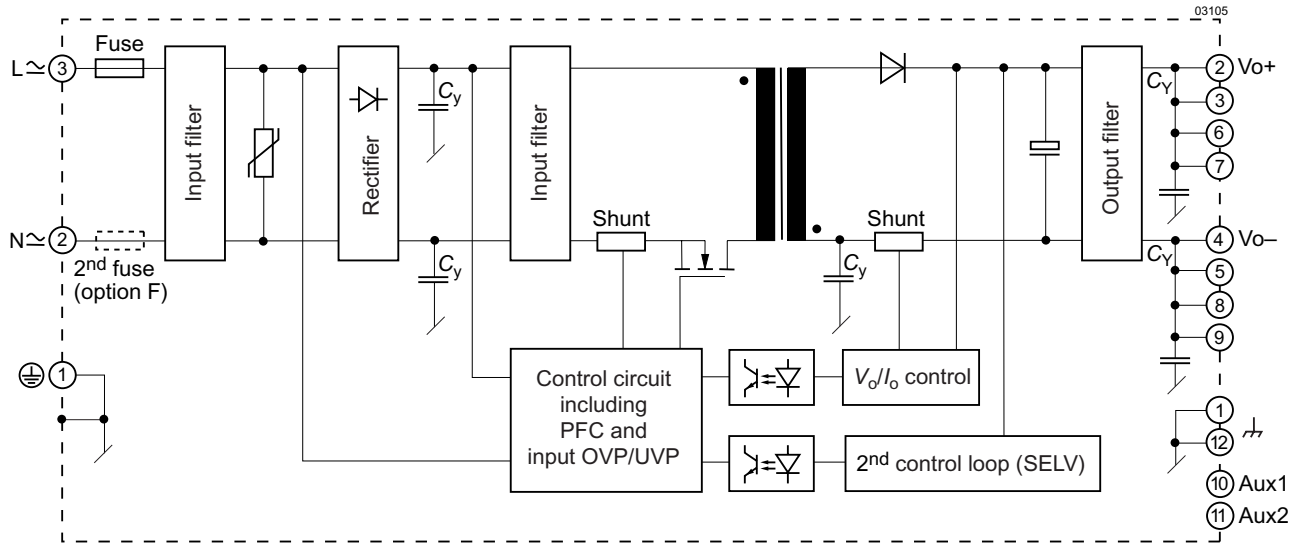 03105
Fuse
L≃ 3
Input filter
Rectifier
Cy
Input filter
CY
2 Vo+
3
6
7
Output filter
N≃ 2
2nd fuse
(option F)
Cy
Shunt
Shunt
Cy
CY
4 Vo–
5
8
9
1
Control circuit
including
PFC and
input OVP/UVP
Vo/Io control
2nd control loop (SELV)
1
12
10 Aux1
11 Aux2